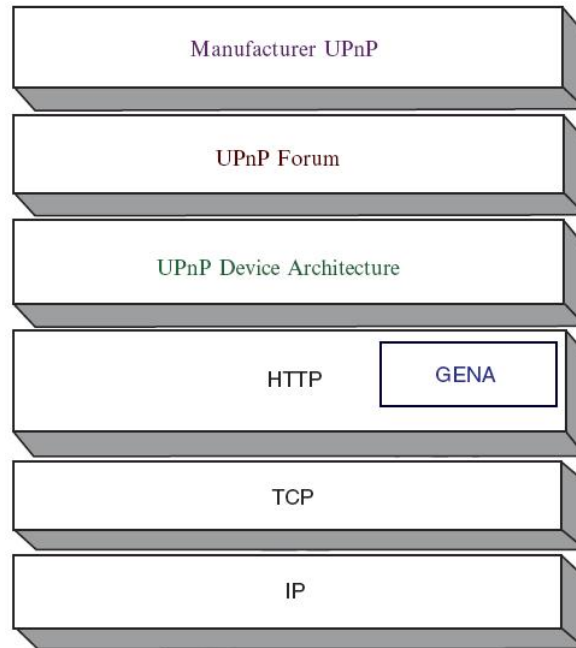 Manufacturer UPnP
UPnP Forum
UPnP Device Architecture
HTTP
GENA
TCP
IP